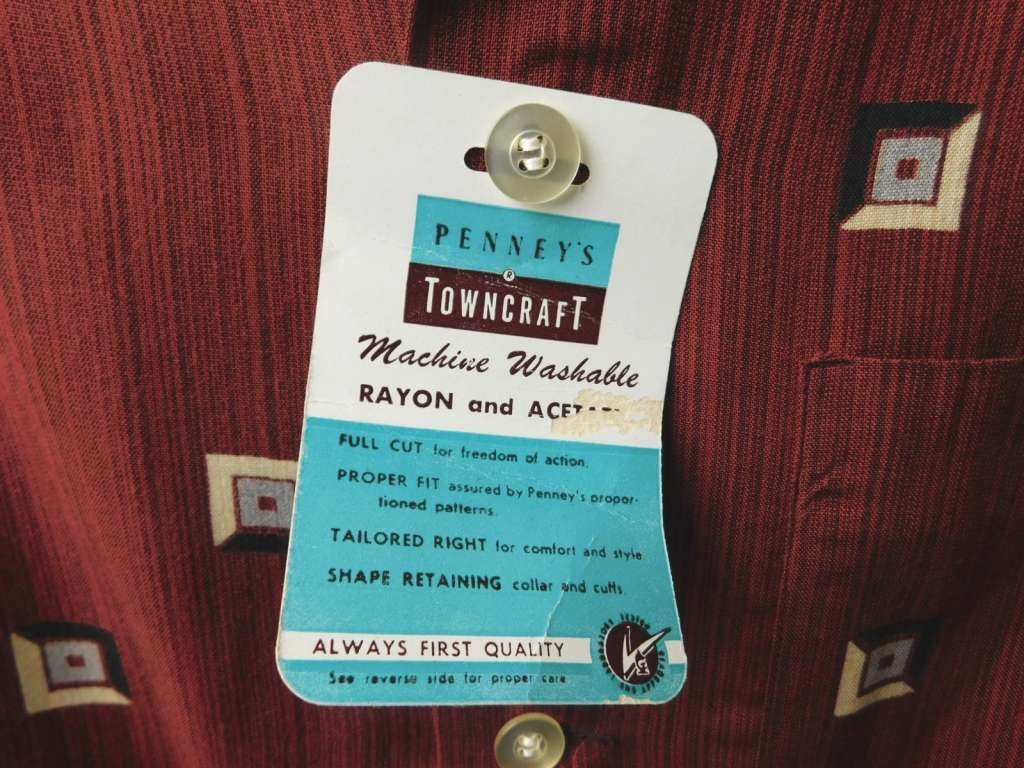 PENNEY'S
®
TOWNCRAFT
Machine Washable
RAYON and
FULL CUT for freedom of action.
PROPER FIT assured by Penney's propor-
tioned patterns.
TAILORED RIGHT for comfort and style.
SHAPE RETAINING collar and cuffs.
ALWAYS FIRST QUALITY
See reverse side for proper care